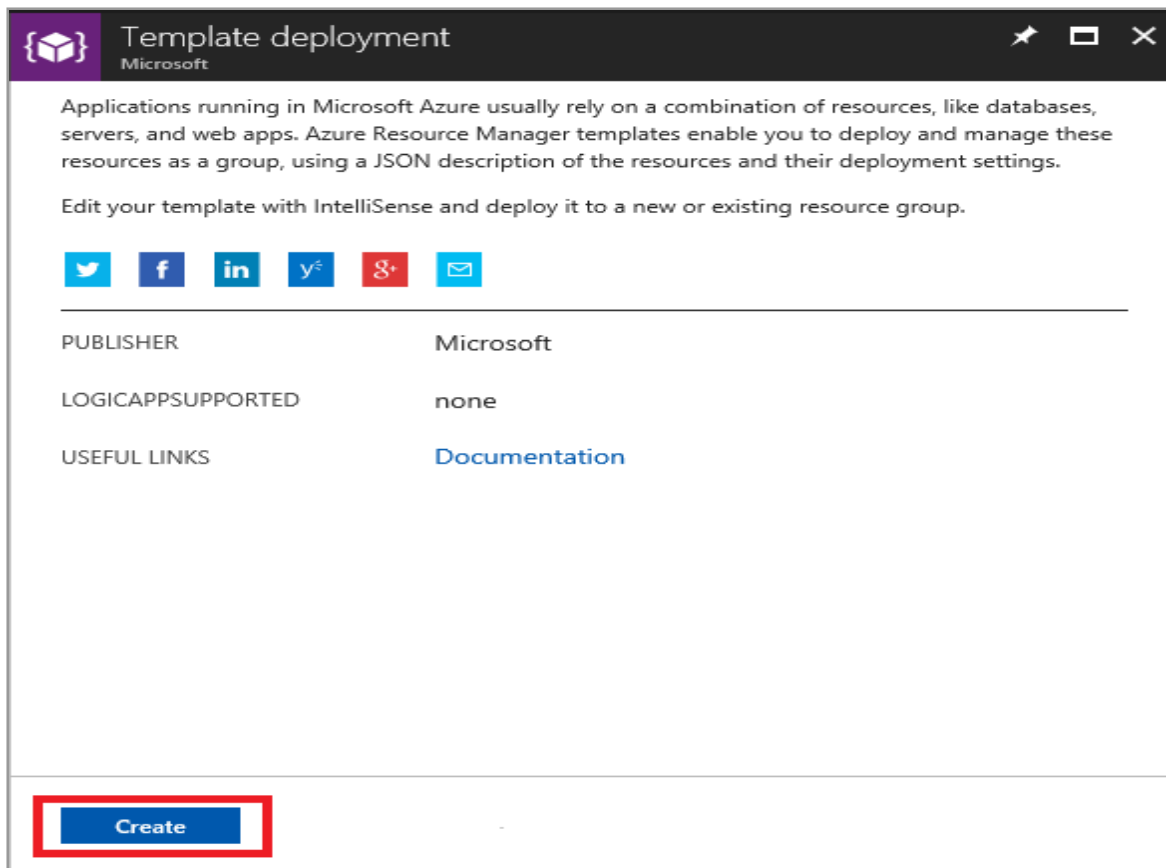 Template deployment
Microsoft
Applications running in Microsoft Azure usually rely on a combination of resources, like databases,
servers, and web apps. Azure Resource Manager templates enable you to deploy and manage these
resources as a group, using a JSON description of the resources and their deployment settings.
Edit your template with IntelliSense and deploy it to a new or existing resource group.
f in y g+
PUBLISHER Microsoft
LOGICAPPSUPPORTED none
USEFUL LINKS Documentation
Create